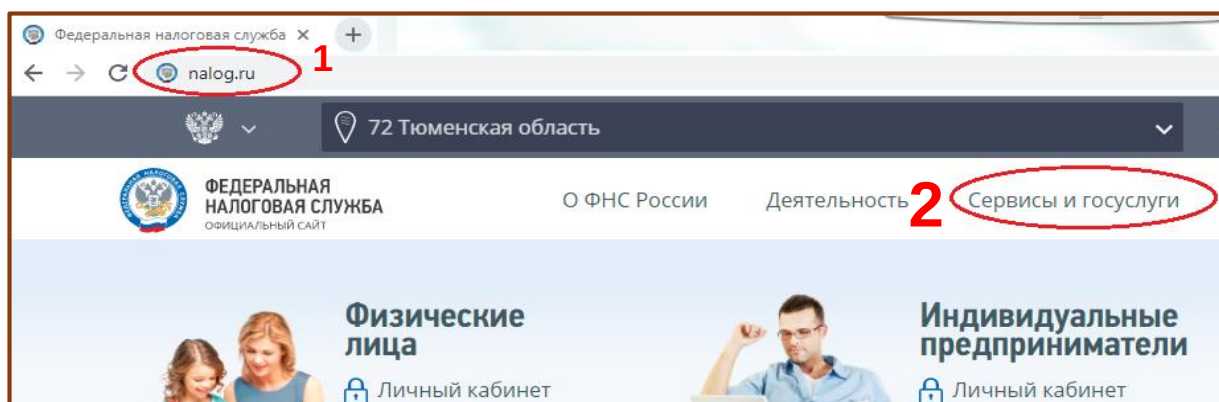 Федеральная налоговая служба
1
nalog.ru
72 Тюменская область
ФЕДЕРАЛЬНАЯ
НАЛОГОВАЯ СЛУЖБА
ОФИЦИАЛЬНЫЙ САЙТ
О ФНС России
Деятельность
2
Сервисы и госуслуги
Физические
лица
Личный кабинет
Индивидуальные
предприниматели
Личный кабинет